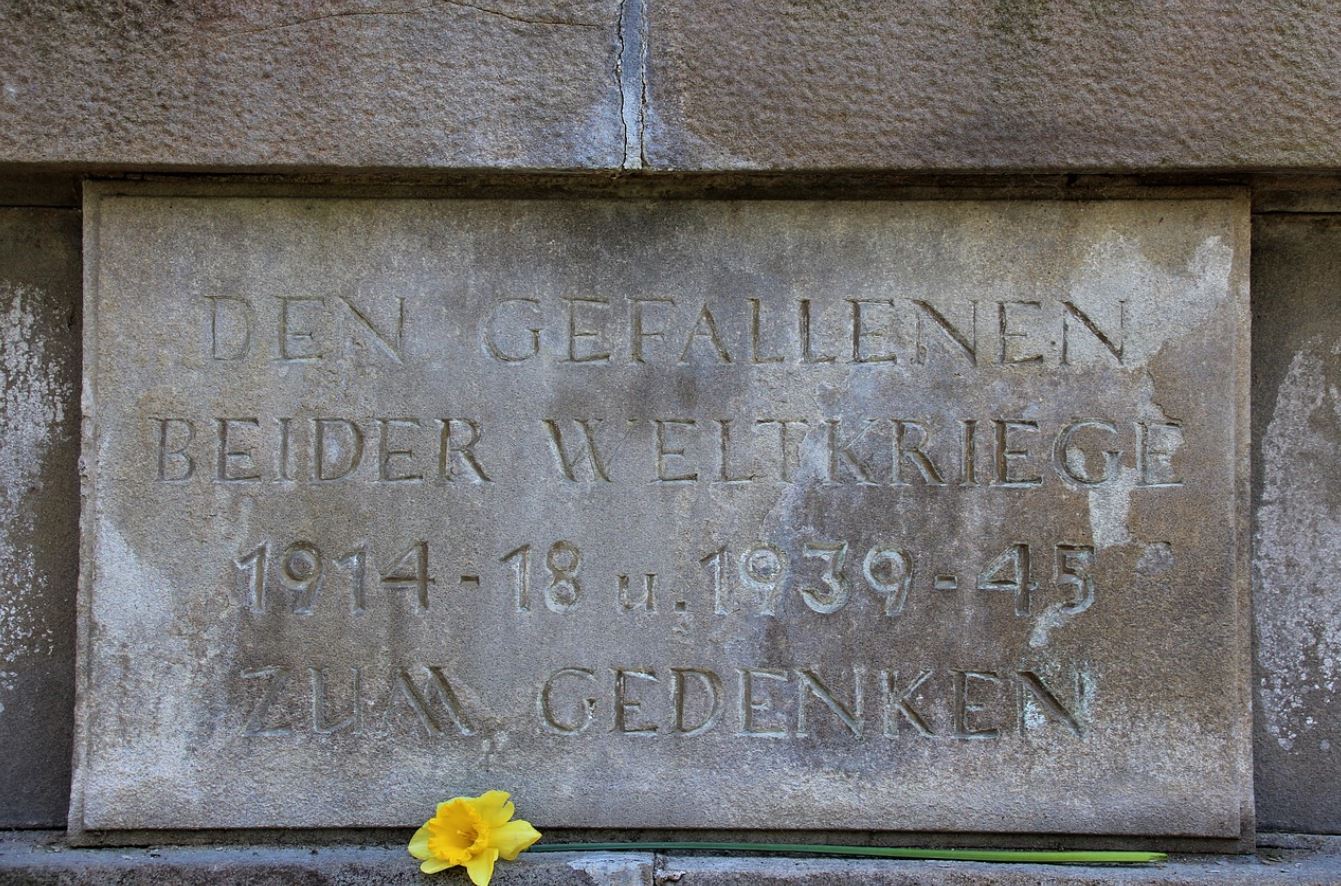 DEN GEFALLENEN
BEIDER WELTKRIEGE
1914-18 u. 1939-45
ZUM GEDENKEN